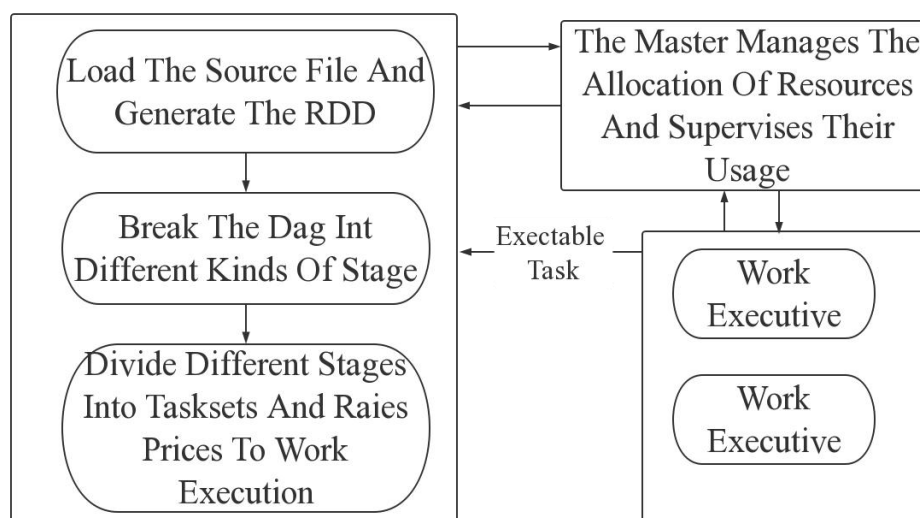 Load The Source File And
Generate The RDD
Break The Dag Int
Different Kinds Of Stage
Divide Different Stages
Into Tasksets And Raies
Prices To Work
Execution
The Master Manages The
Allocation Of Resources
And Supervises Their
Usage
Exectable
Task
Work
Executive
Work
Executive